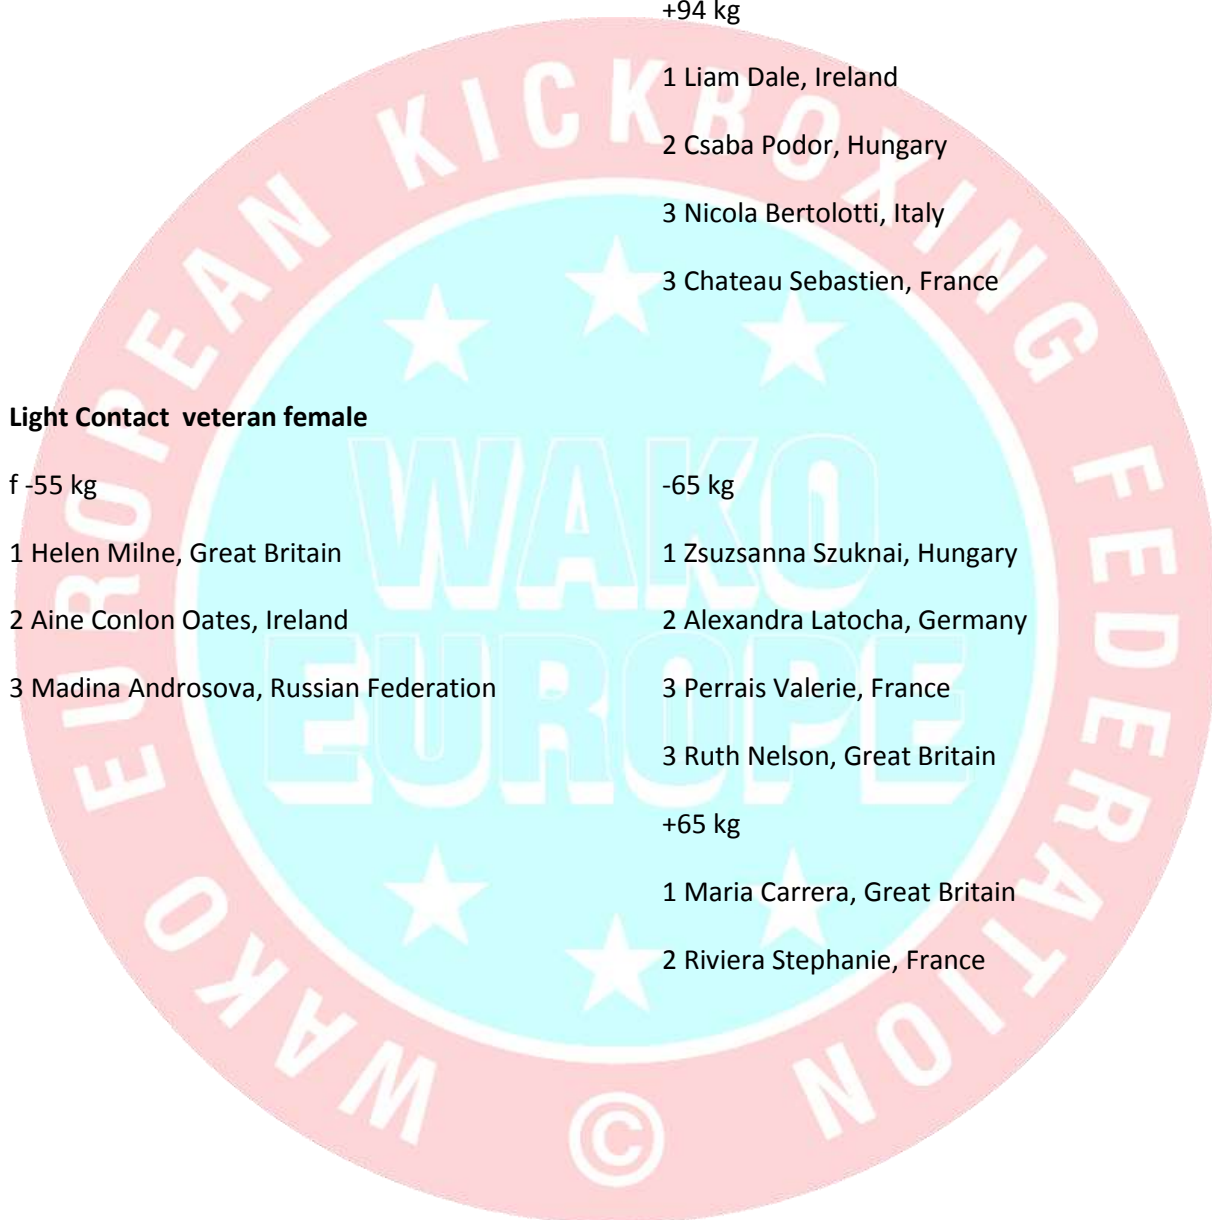 +94 kg
1 Liam Dale, Ireland
2 Csaba Podor, Hungary
3 Nicola Bertolotti, Italy
3 Chateau Sebastien, France
Light Contact  veteran female
f -55 kg
1 Helen Milne, Great Britain
2 Aine Conlon Oates, Ireland
3 Madina Androsova, Russian Federation
-65 kg
1 Zsuzsanna Szuknai, Hungary
2 Alexandra Latocha, Germany
3 Perrais Valerie, France
3 Ruth Nelson, Great Britain
+65 kg
1 Maria Carrera, Great Britain
2 Riviera Stephanie, France
WAKO EUROPEAN KICKBOXING FEDERATION
WAKO
EUROPE
©